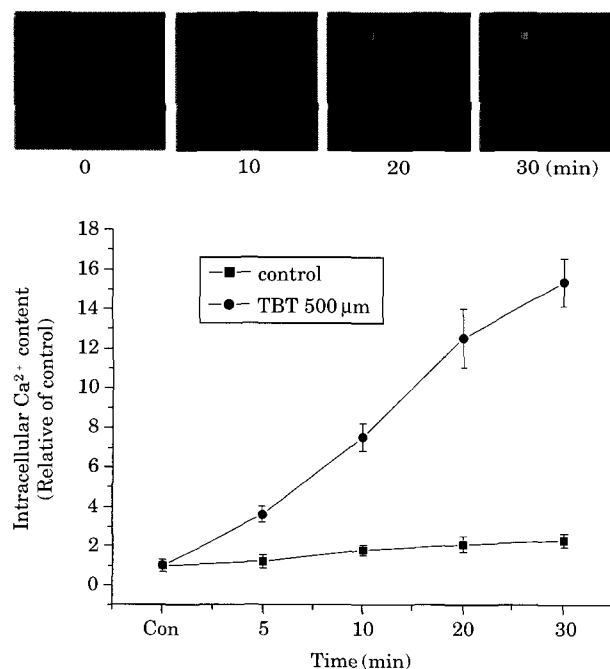 0 10 20 30 (min)
18
16
14
12
10
8
6
4
2
0
Intracellular Ca²⁺ content
(Relative of control)
control
TBT 500 μm
Con 5 10 20 30
Time (min)